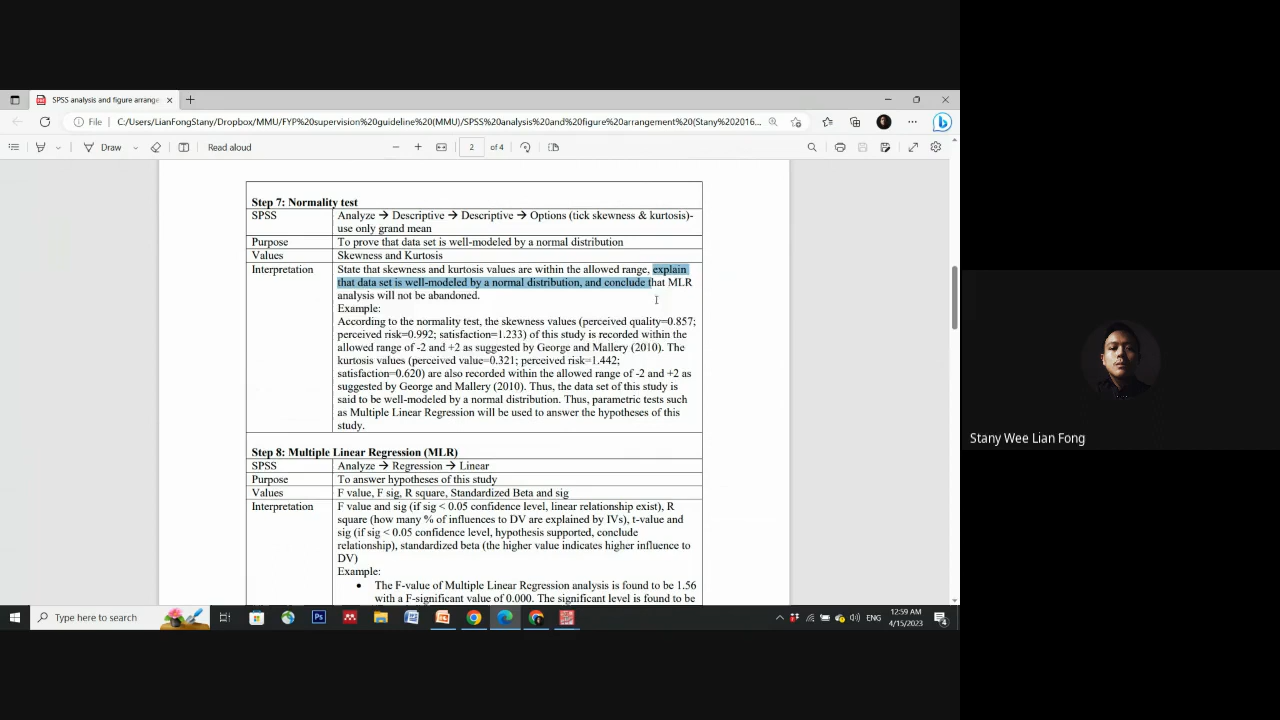 SPSS analysis and figure arrange
File
C:/Users/LianFongStany/Dropbox/MMU/FYP%20supervision%20guideline%20(MMU)/SPSS%20analysis%20and%20figure%20arrangement%20(Stany%202016...
Draw
Read aloud
2
of 4
Step 7: Normality test
SPSS
Analyze → Descriptive → Descriptive → Options (tick skewness & kurtosis)-
use only grand mean
Purpose
To prove that data set is well-modeled by a normal distribution
Values
Skewness and Kurtosis
Interpretation
State that skewness and kurtosis values are within the allowed range, explain
that data set is well-modeled by a normal distribution, and conclude that MLR
analysis will not be abandoned.
Example:
According to the normality test, the skewness values (perceived quality=0.857;
perceived risk=0.992; satisfaction=1.233) of this study is recorded within the
allowed range of -2 and +2 as suggested by George and Mallery (2010). The
kurtosis values (perceived value=0.321; perceived risk=1.442;
satisfaction=0.620) are also recorded within the allowed range of -2 and +2 as
suggested by George and Mallery (2010). Thus, the data set of this study is
said to be well-modeled by a normal distribution. Thus, parametric tests such
as Multiple Linear Regression will be used to answer the hypotheses of this
study.
Step 8: Multiple Linear Regression (MLR)
SPSS
Analyze → Regression → Linear
Purpose
To answer hypotheses of this study
Values
F value, F sig, R square, Standardized Beta and sig
Interpretation
F value and sig (if sig < 0.05 confidence level, linear relationship exist), R
square (how many % of influences to DV are explained by IVs), t-value and
sig (if sig < 0.05 confidence level, hypothesis supported, conclude
relationship), standardized beta (the higher value indicates higher influence to
DV)
Example:
• The F-value of Multiple Linear Regression analysis is found to be 1.56
with a F-significant value of 0.000. The significant level is found to be
Stany Wee Lian Fong
Type here to search
Ps
ENG
12:59 AM
4/15/2023
4